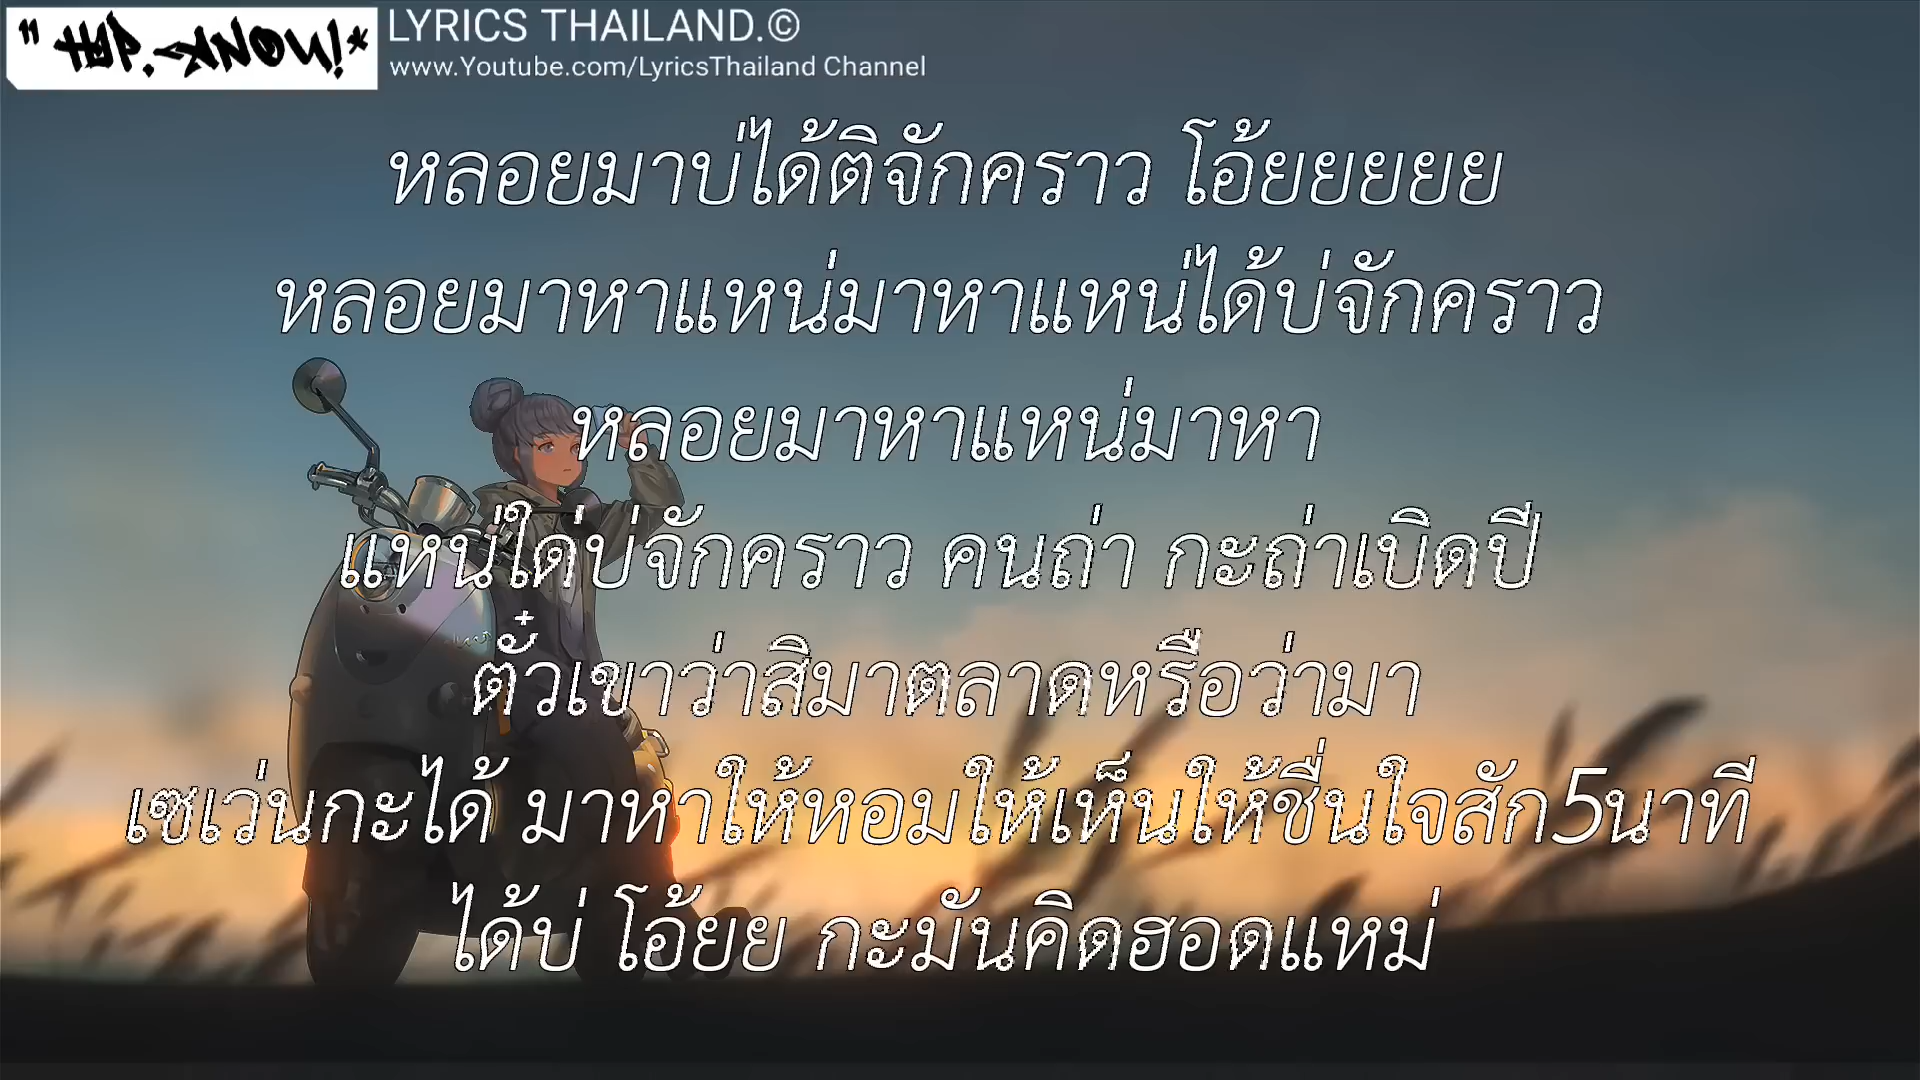 " HAP.-KNOW!*
LYRICS THAILAND.©
www.Youtube.com/LyricsThailand Channel
หลอยมาบ่ได้ติจักคราว โอ้ยยยยย
หลอยมาหาแหน่มาหาแหน่ได้บ่จักคราว
หลอยมาหาแหน่มาหา
แหน่ใด่บ่จักคราว คนถ่า กะถ่าเบิดปี
ตั๋วเขาว่าสิมาตลาดหรือว่ามา
เซเว่นกะได้ มาหาให้หอมให้เห็นให้ชื่นใจสัก5นาที
ได้บ่ โอ้ยย กะมันคิดฮอดแหม่